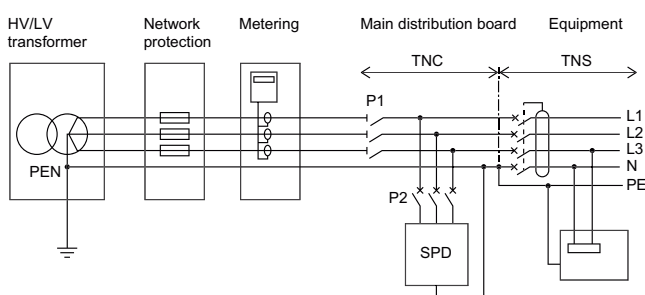 HV/LV
transformer
Network
protection
Metering
Main distribution board
Equipment
TNC
TNS
P1
L1
L2
L3
N
PE
PEN
P2
SPD